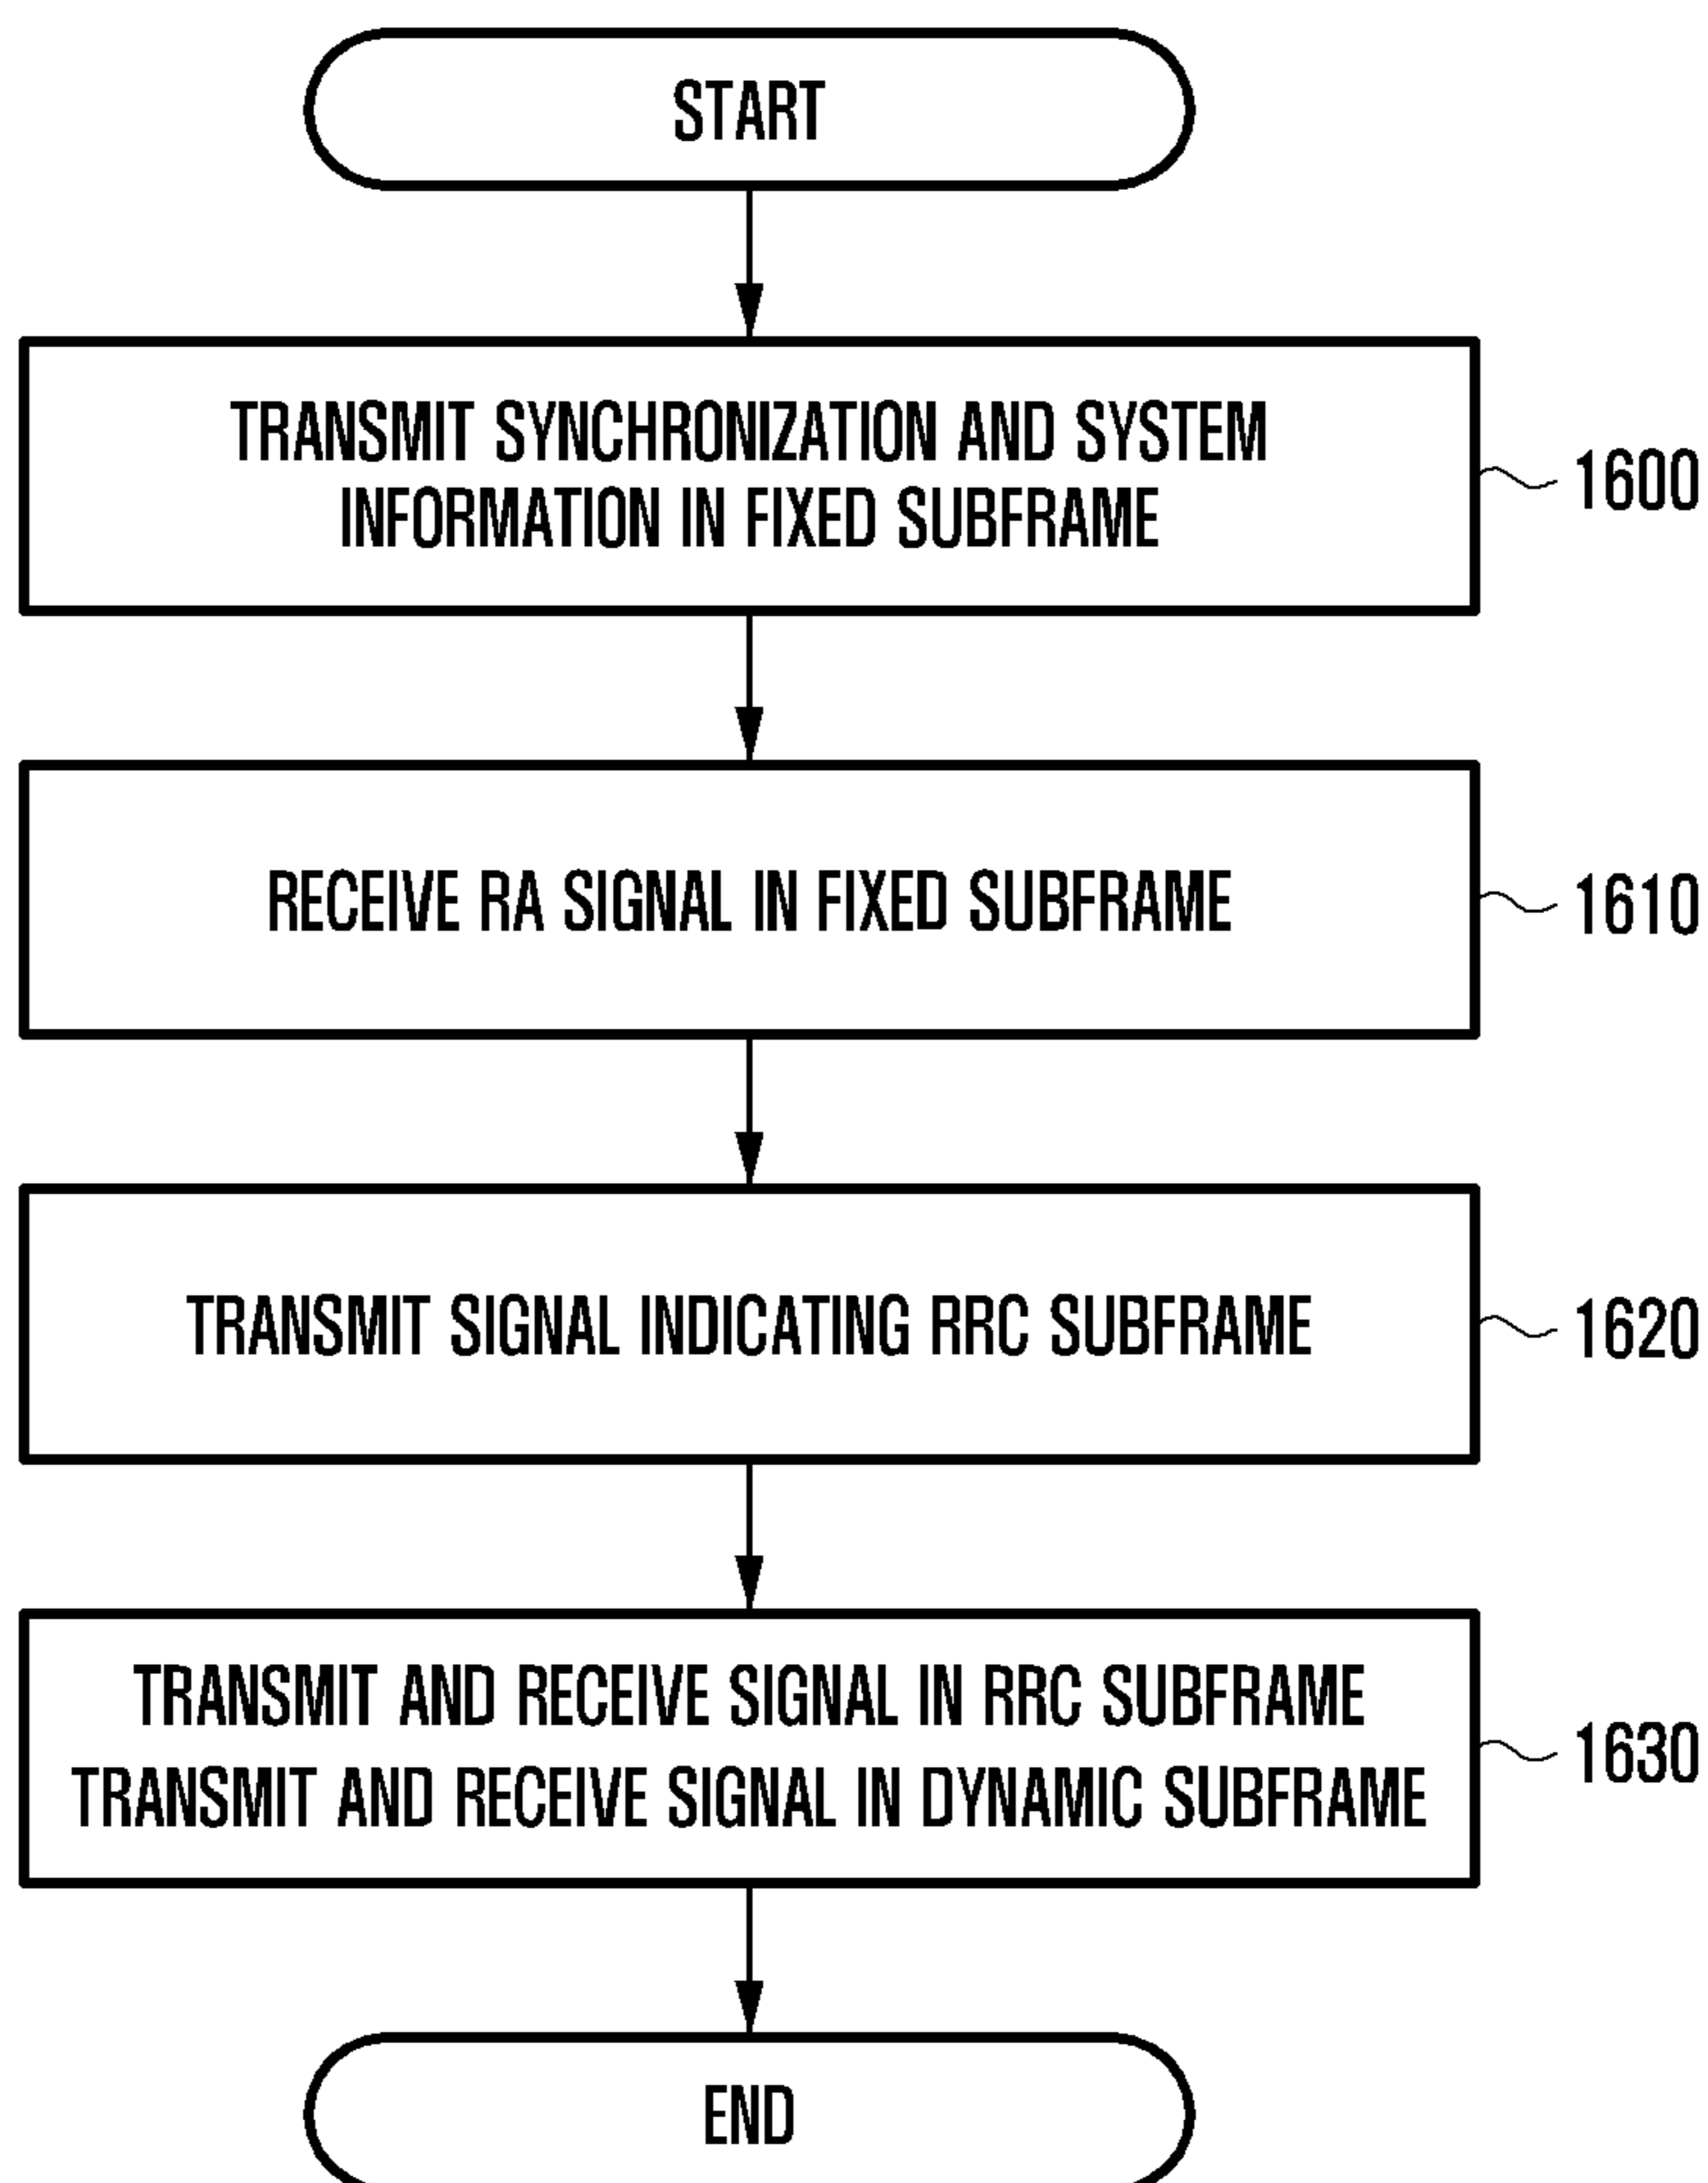 START
TRANSMIT SYNCHRONIZATION AND SYSTEM
INFORMATION IN FIXED SUBFRAME
1600
RECEIVE RA SIGNAL IN FIXED SUBFRAME
1610
TRANSMIT SIGNAL INDICATING RRC SUBFRAME
1620
TRANSMIT AND RECEIVE SIGNAL IN RRC SUBFRAME
TRANSMIT AND RECEIVE SIGNAL IN DYNAMIC SUBFRAME
1630
END